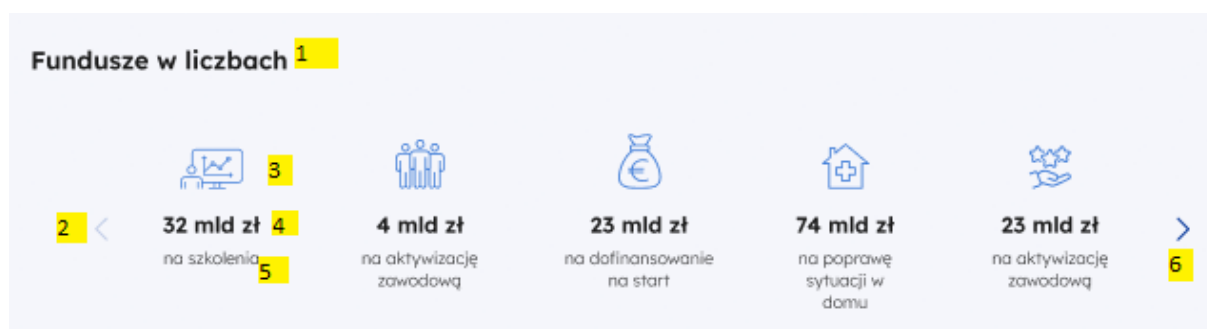 Fundusze w liczbach 1
3
2
32 mld zł 4
4 mld zł
23 mld zł
74 mld zł
23 mld zł
na szkolenia 5
na aktywizację
zawodową
na dofinansowanie
na start
na poprawę
sytuacji w
domu
na aktywizację
zawodową
6